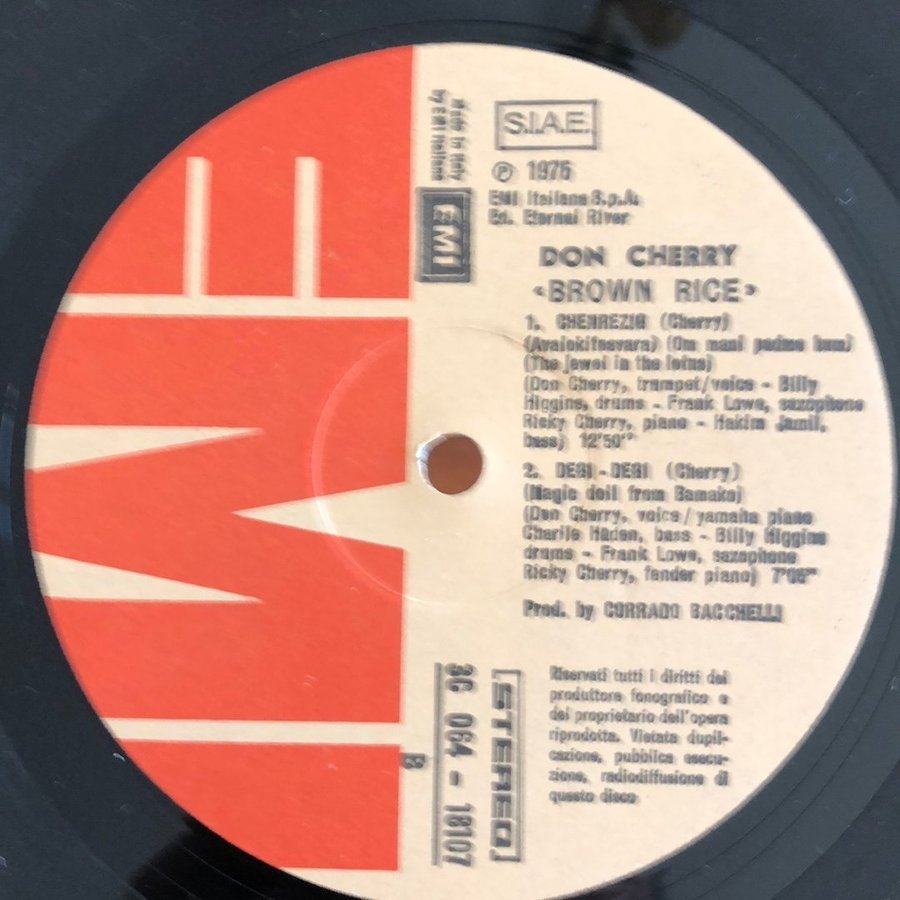 S.I.A.E.
℗ 1976
EMI Italiana S.p.A.
Ed. Eternal River
Made in Italy
by EMI Italiana
EMI
DON CHERRY
«BROWN RICE»
1. CHENREZIG (Cherry)
(Avalokitesvara) (Om mani padme hum)
(The jewel in the lotus)
(Don Cherry, trumpet/voice - Billy
Higgins, drums - Frank Lowe, saxophone
Ricky Cherry, piano - Hakim Jamil,
bass) 12'50"
2. DEGI-DEGI (Cherry)
(Magic doll from Bamako)
(Don Cherry, voice/yamaha piano
Charlie Haden, bass - Billy Higgins
drums - Frank Lowe, saxophone
Ricky Cherry, fender piano) 7'06"
Prod. by CORRADO BACCHELLI
STEREO
3C 064 - 18107
B
Riservati tutti i diritti del
produttore fonografico e
del proprietario dell'opera
riprodotta. Vietata dupli-
cazione, pubblica esecu-
zione, radiodiffusione di
questo disco
EMI